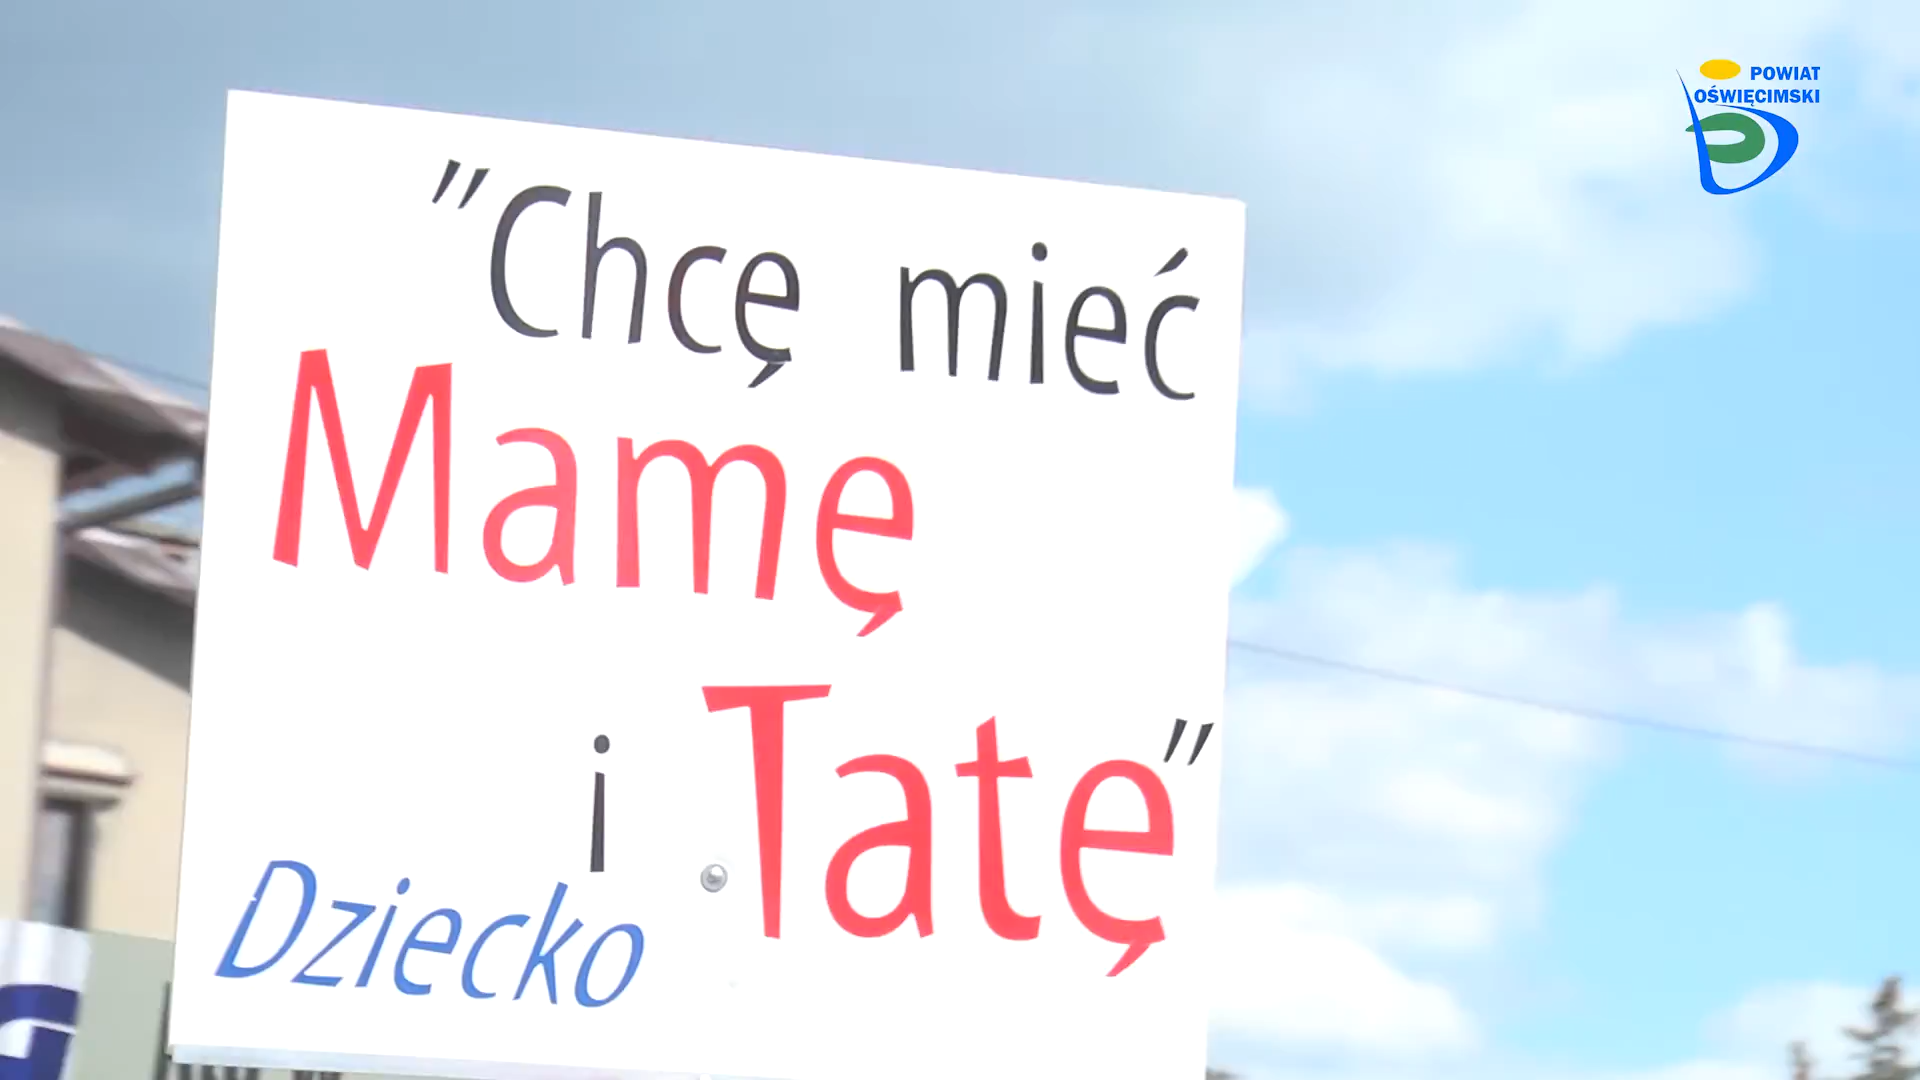 "Chcę mieć
Mamę
i Tatę"
Dziecko
POWIAT
OŚWIĘCIMSKI